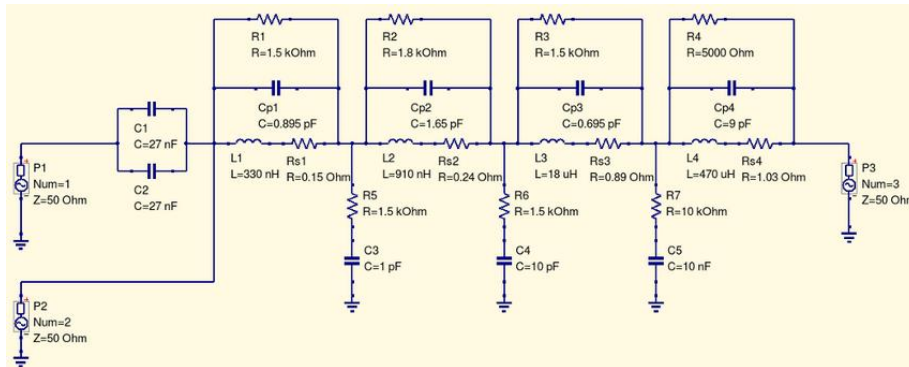 R1
R=1.5 kOhm
R2
R=1.8 kOhm
R3
R=1.5 kOhm
R4
R=5000 Ohm
Cp1
C=0.895 pF
Cp2
C=1.65 pF
Cp3
C=0.695 pF
Cp4
C=9 pF
C1
C=27 nF
C2
C=27 nF
L1
L=330 nH
Rs1
R=0.15 Ohm
L2
L=910 nH
Rs2
R=0.24 Ohm
L3
L=18 uH
Rs3
R=0.89 Ohm
L4
L=470 uH
Rs4
R=1.03 Ohm
P1
Num=1
Z=50 Ohm
R5
R=1.5 kOhm
R6
R=1.5 kOhm
R7
R=10 kOhm
P3
Num=3
Z=50 Ohm
C3
C=1 pF
C4
C=10 pF
C5
C=10 nF
P2
Num=2
Z=50 Ohm